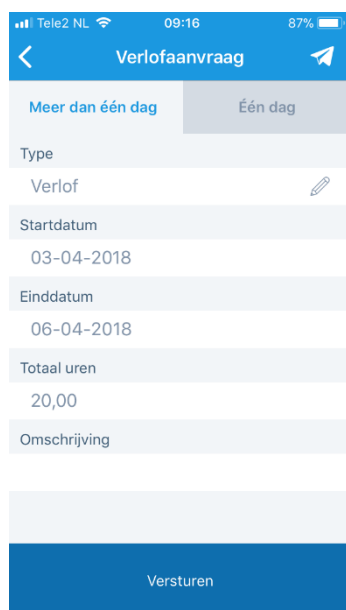 Tele2 NL 09:16 87%
Verlofaanvraag
Meer dan één dag Één dag
Type
Verlof
Startdatum
03-04-2018
Einddatum
06-04-2018
Totaal uren
20,00
Omschrijving
Versturen